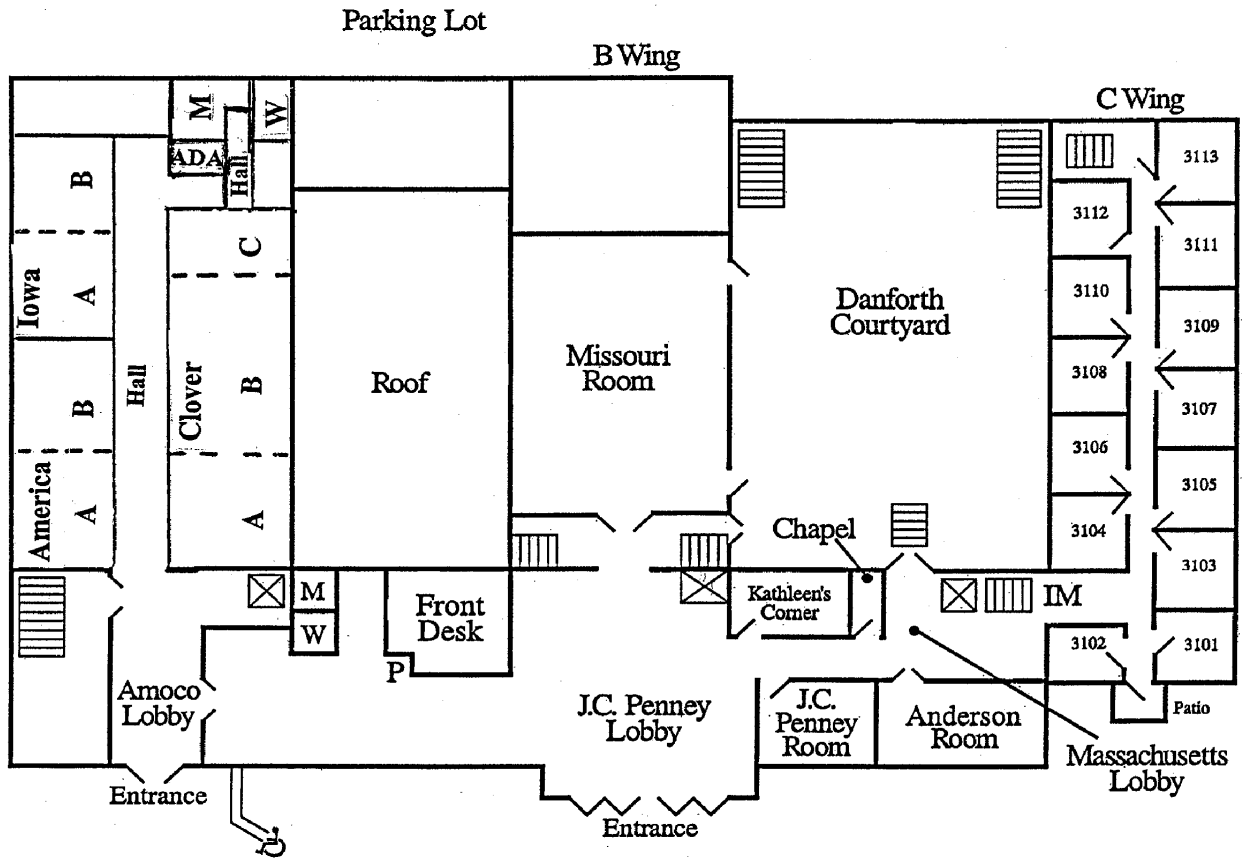 Parking Lot
B Wing
C Wing
M
W
ADA
Hall
B
A
Iowa
B
A
America
Hall
C
B
A
Clover
Roof
Missouri
Room
Danforth
Courtyard
3113
3112
3111
3110
3109
3108
3107
3106
3105
3104
3103
Chapel
M
W
Front
Desk
P
Kathleen's
Corner
IM
3102
3101
Amoco
Lobby
J.C. Penney
Lobby
J.C.
Penney
Room
Anderson
Room
Patio
Massachusetts
Lobby
Entrance
Entrance